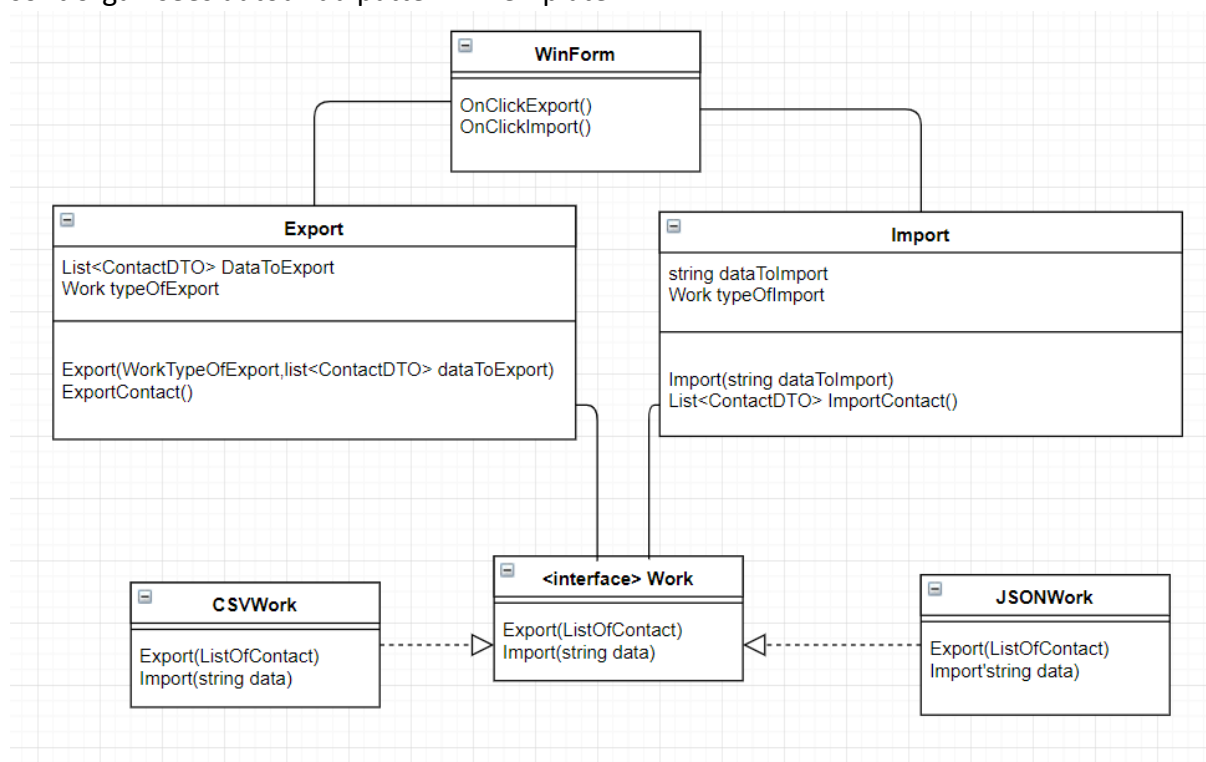 WinForm
OnClickExport()
OnClickImport()
Export
List<ContactDTO> DataToExport
Work typeOfExport
Export(WorkTypeOfExport,list<ContactDTO> dataToExport)
ExportContact()
Import
string dataToImport
Work typeOfImport
Import(string dataToImport)
List<ContactDTO> ImportContact()
<interface> Work
Export(ListOfContact)
Import(string data)
CSVWork
Export(ListOfContact)
Import(string data)
JSONWork
Export(ListOfContact)
Import'string data)